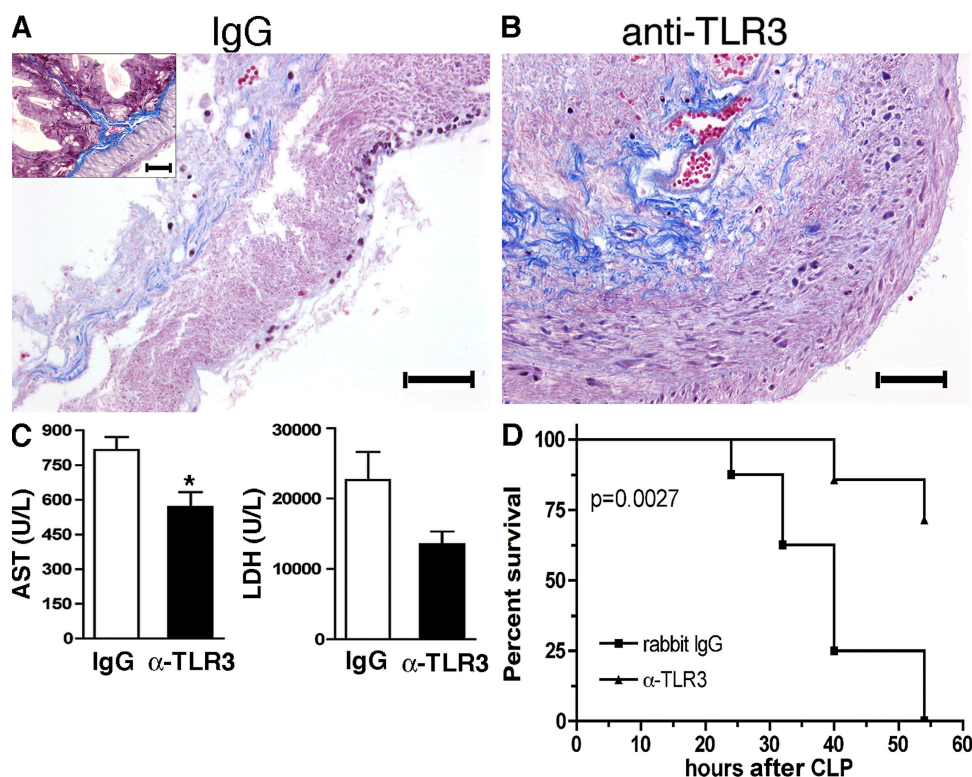 A IgG
B anti-TLR3
C
900
750
600
450
300
150
0
AST (U/L)
*
IgG α-TLR3
30000
20000
10000
0
LDH (U/L)
IgG α-TLR3
D
100
75
50
25
0
Percent survival
p=0.0027
rabbit IgG
α-TLR3
0 10 20 30 40 50 60
hours after CLP